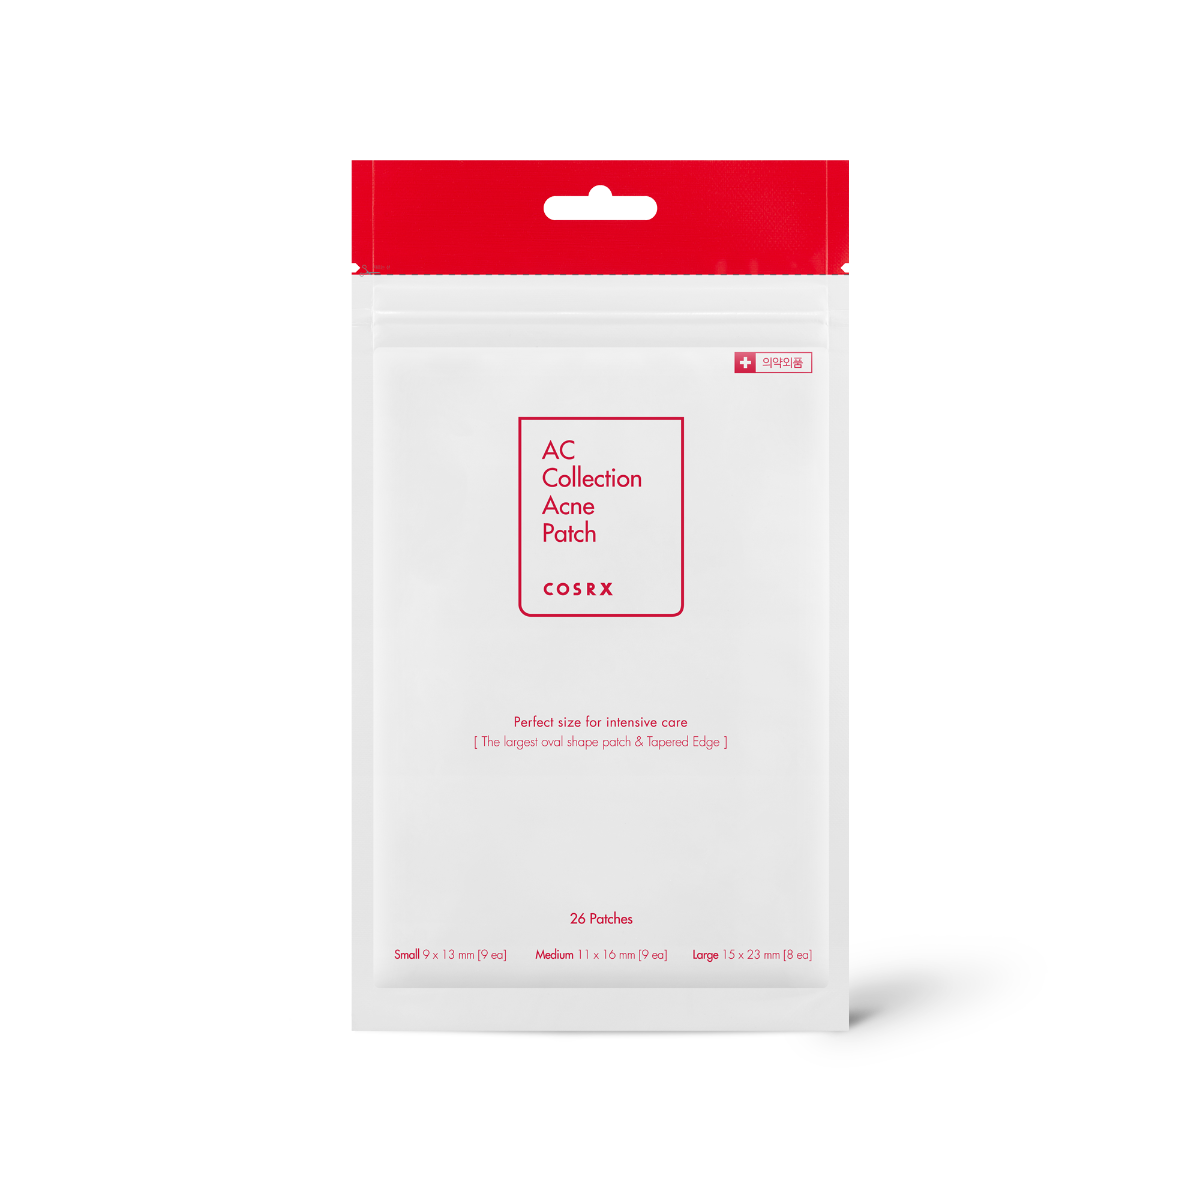 의약외품
AC
Collection
Acne
Patch
COSRX
Perfect size for intensive care
[ The largest oval shape patch & Tapered Edge ]
26 Patches
Small 9 x 13 mm [9 ea] Medium 11 x 16 mm [9 ea] Large 15 x 23 mm [8 ea]